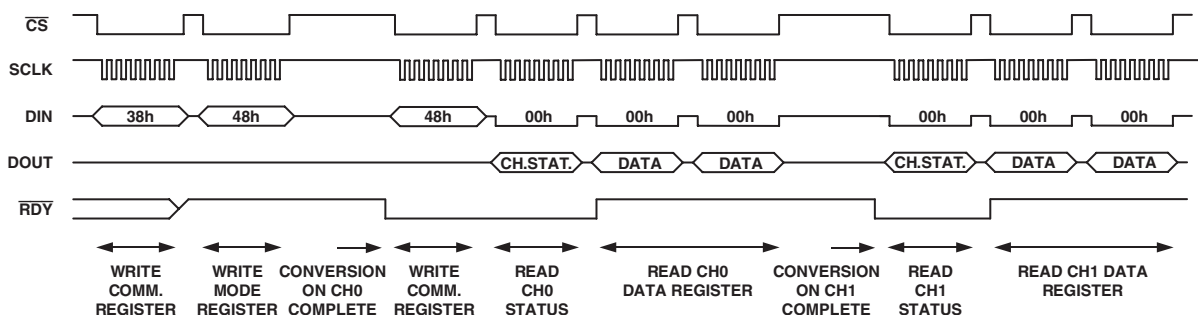 CS
SCLK
DIN 38h 48h 48h 00h 00h 00h 00h 00h 00h
DOUT CH.STAT. DATA DATA CH.STAT. DATA DATA
RDY
WRITE COMM. REGISTER
WRITE MODE REGISTER
CONVERSION ON CH0 COMPLETE
WRITE COMM. REGISTER
READ CH0 STATUS
READ CH0 DATA REGISTER
CONVERSION ON CH1 COMPLETE
READ CH1 STATUS
READ CH1 DATA REGISTER